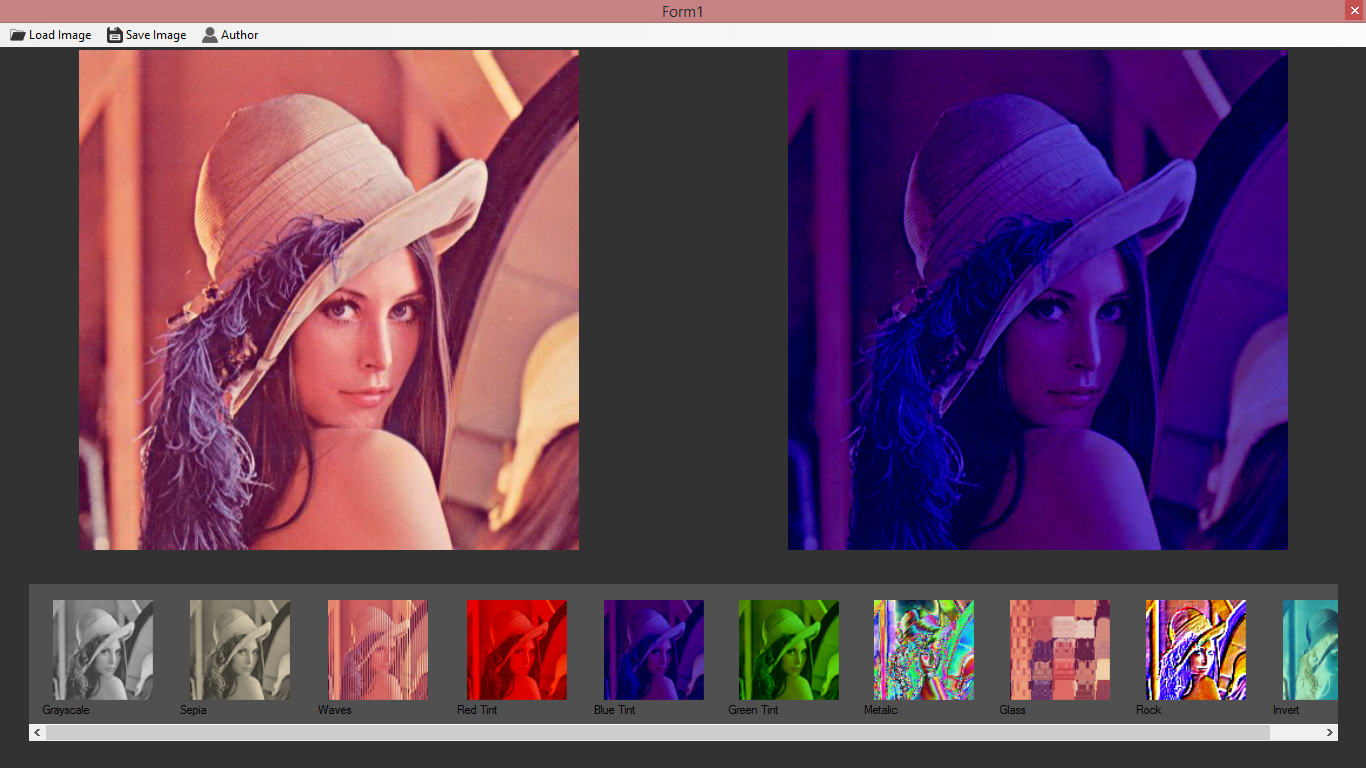 Form1
Load Image Save Image Author
Grayscale Sepia Waves Red Tint Blue Tint Green Tint Metalic Glass Rock Invert